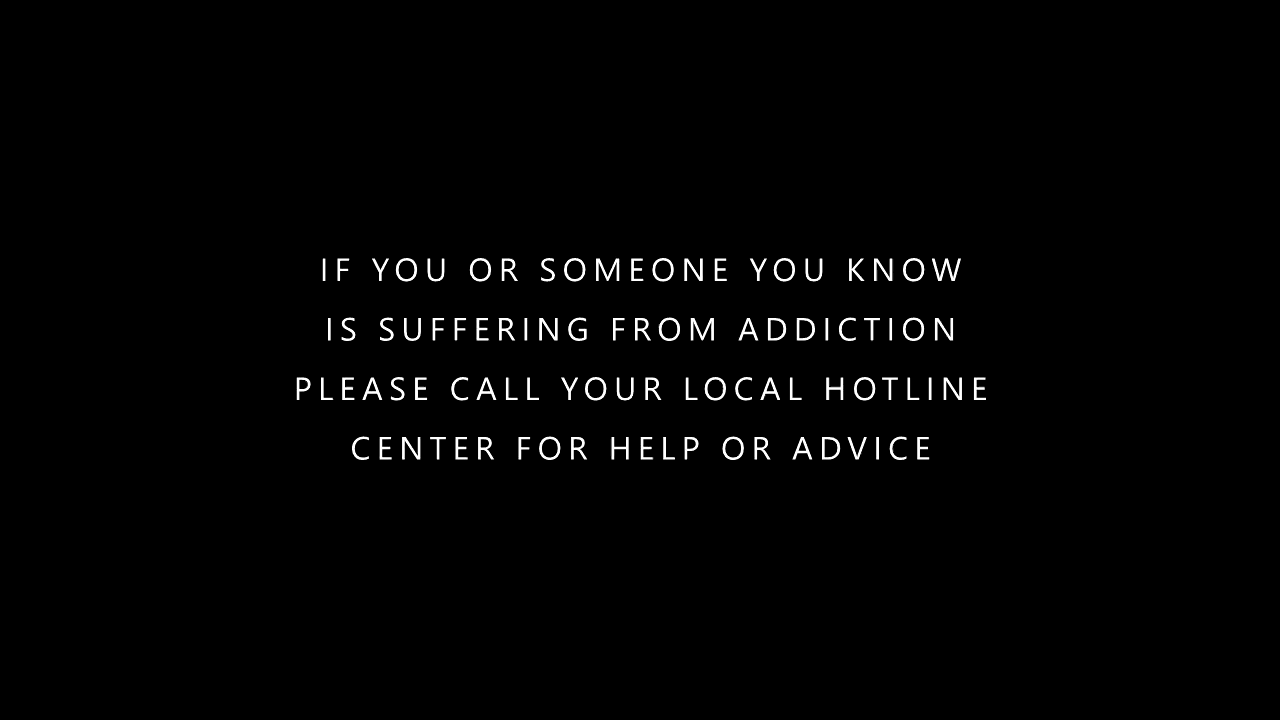 IF YOU OR SOMEONE YOU KNOW
IS SUFFERING FROM ADDICTION
PLEASE CALL YOUR LOCAL HOTLINE
CENTER FOR HELP OR ADVICE